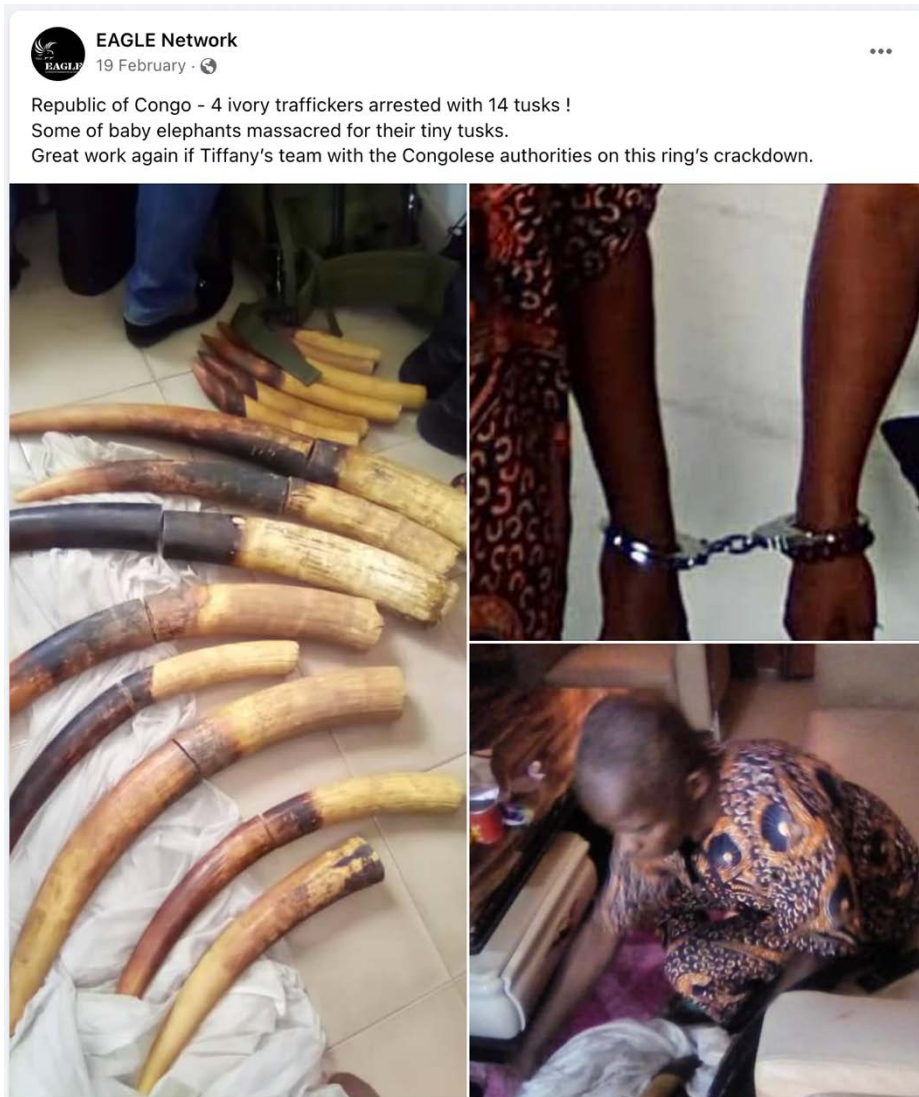 EAGLE
EAGLE Network
19 February ·
Republic of Congo - 4 ivory traffickers arrested with 14 tusks !
Some of baby elephants massacred for their tiny tusks.
Great work again if Tiffany's team with the Congolese authorities on this ring's crackdown.